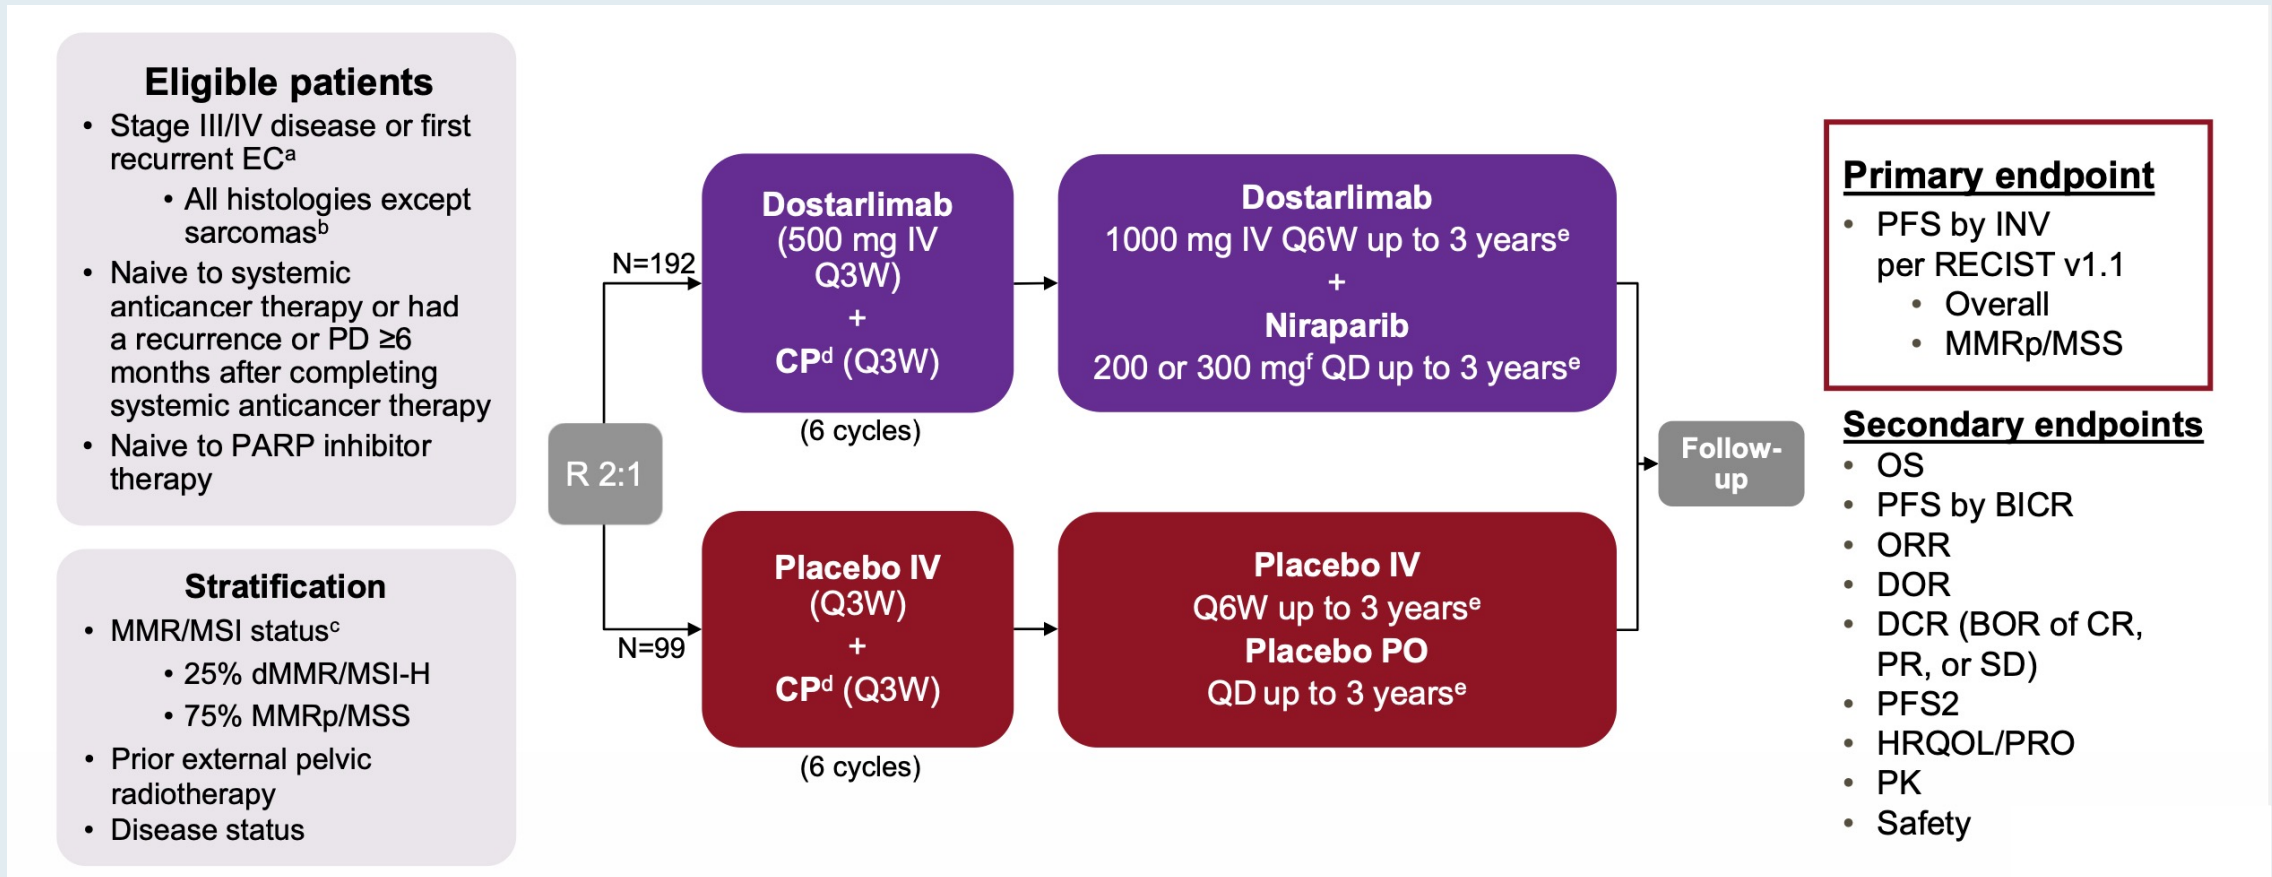 Eligible patients
• Stage III/IV disease or first
recurrent ECᵃ
• All histologies except
sarcomasᵇ
• Naive to systemic
anticancer therapy or had
a recurrence or PD ≥6
months after completing
systemic anticancer therapy
• Naive to PARP inhibitor
therapy
Stratification
• MMR/MSI statusᶜ
• 25% dMMR/MSI-H
• 75% MMRp/MSS
• Prior external pelvic
radiotherapy
• Disease status
R 2:1
N=192
Dostarlimab
(500 mg IV
Q3W)
+
CPᵈ (Q3W)
(6 cycles)
Dostarlimab
1000 mg IV Q6W up to 3 yearsᵉ
+
Niraparib
200 or 300 mgᶠ QD up to 3 yearsᵉ
N=99
Placebo IV
(Q3W)
+
CPᵈ (Q3W)
(6 cycles)
Placebo IV
Q6W up to 3 yearsᵉ
Placebo PO
QD up to 3 yearsᵉ
Follow-
up
Primary endpoint
• PFS by INV
per RECIST v1.1
• Overall
• MMRp/MSS
Secondary endpoints
• OS
• PFS by BICR
• ORR
• DOR
• DCR (BOR of CR,
PR, or SD)
• PFS2
• HRQOL/PRO
• PK
• Safety